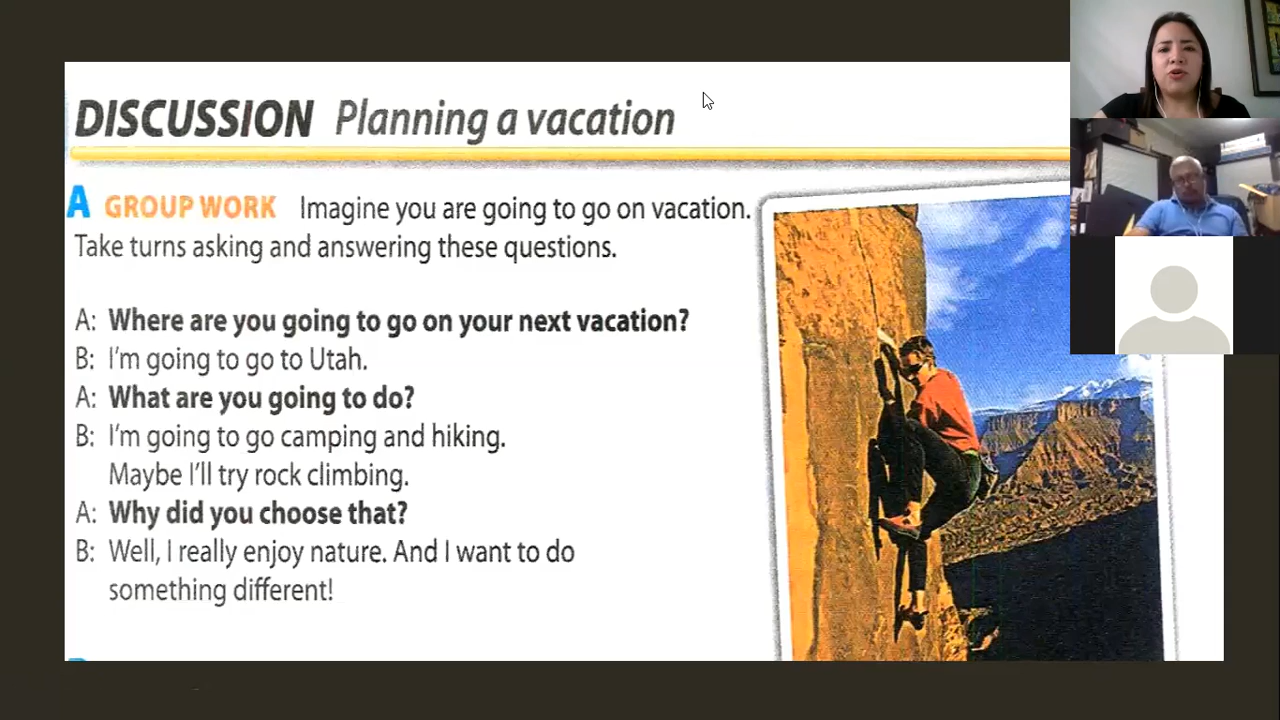 DISCUSSION Planning a vacation
A GROUP WORK Imagine you are going to go on vacation.
Take turns asking and answering these questions.
A: Where are you going to go on your next vacation?
B: I'm going to go to Utah.
A: What are you going to do?
B: I'm going to go camping and hiking.
Maybe I'll try rock climbing.
A: Why did you choose that?
B: Well, I really enjoy nature. And I want to do
something different!